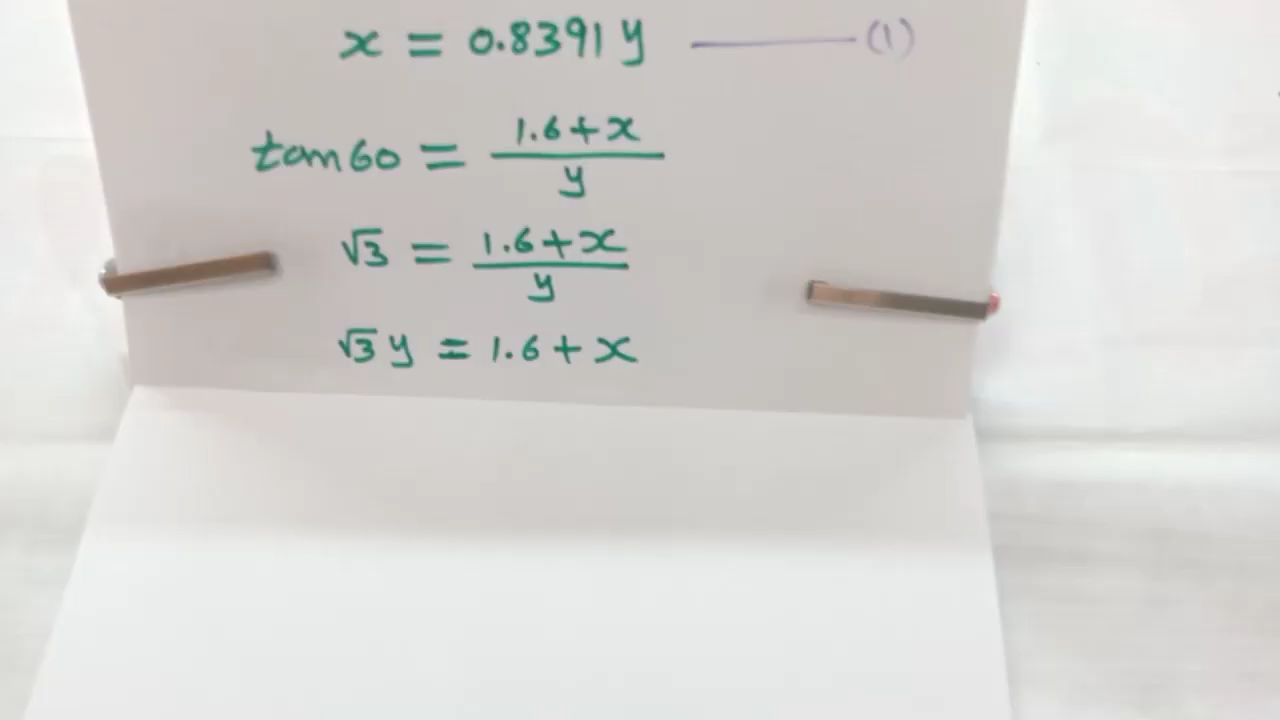 x = 0.8391 y ——— (1)
tan 60 = (1.6 + x) / y
√3 = (1.6 + x) / y
√3 y = 1.6 + x